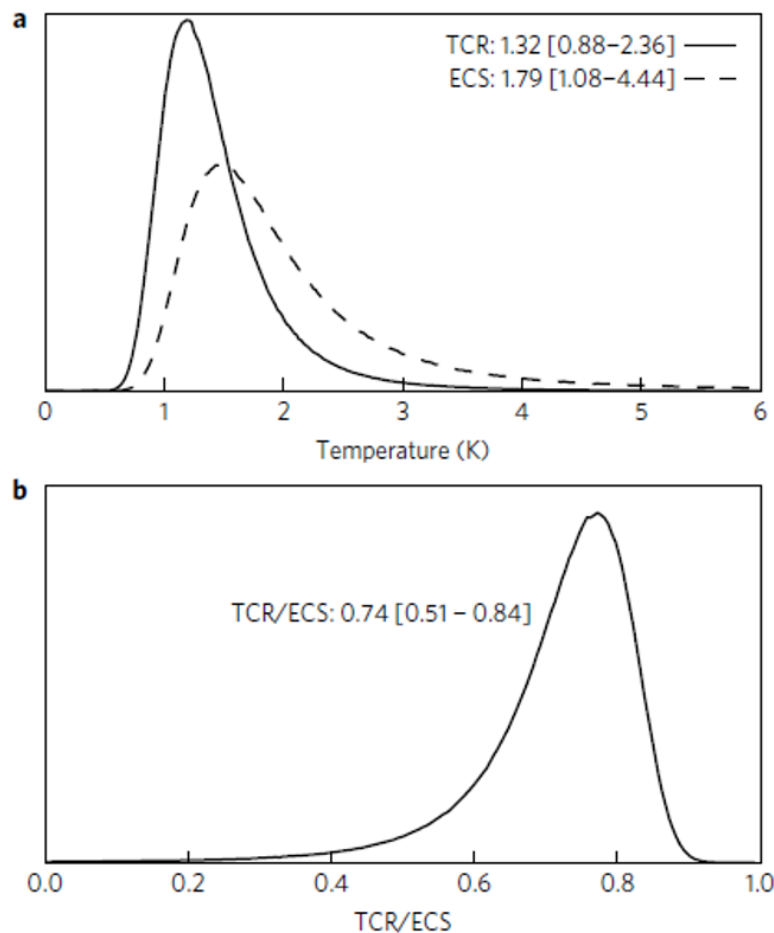 a
TCR: 1.32 [0.88–2.36]
ECS: 1.79 [1.08–4.44]
0 1 2 3 4 5 6
Temperature (K)
b
TCR/ECS: 0.74 [0.51 – 0.84]
0.0 0.2 0.4 0.6 0.8 1.0
TCR/ECS